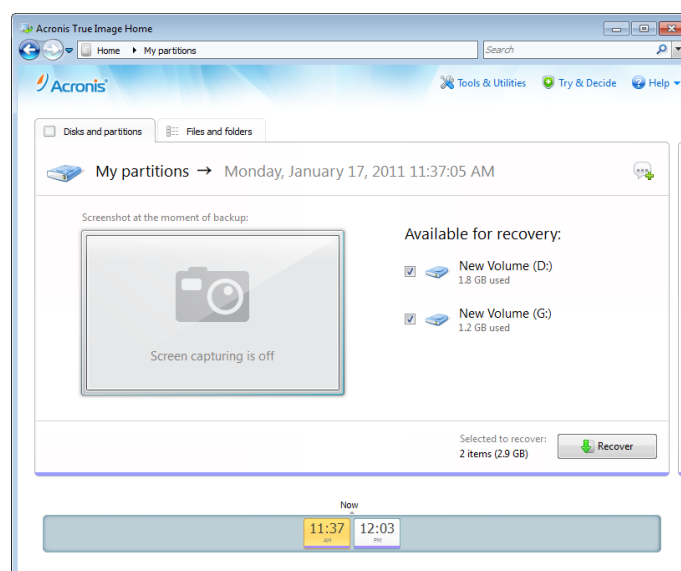 Acronis True Image Home
Home ▸ My partitions
Search
Acronis
Tools & Utilities
Try & Decide
Help
Disks and partitions
Files and folders
My partitions → Monday, January 17, 2011 11:37:05 AM
Screenshot at the moment of backup:
Screen capturing is off
Available for recovery:
New Volume (D:)
1.8 GB used
New Volume (G:)
1.2 GB used
Selected to recover:
2 items (2.9 GB)
Recover
Now
11:37
AM
12:03
PM